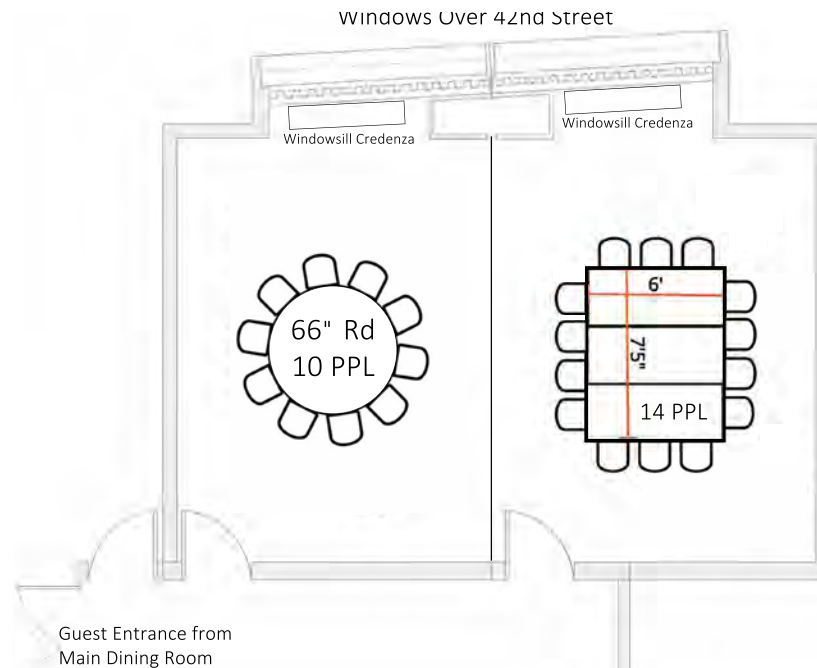 Windows Over 42nd Street
Windowsill Credenza
Windowsill Credenza
66" Rd
10 PPL
6'
7'5"
14 PPL
Guest Entrance from
Main Dining Room